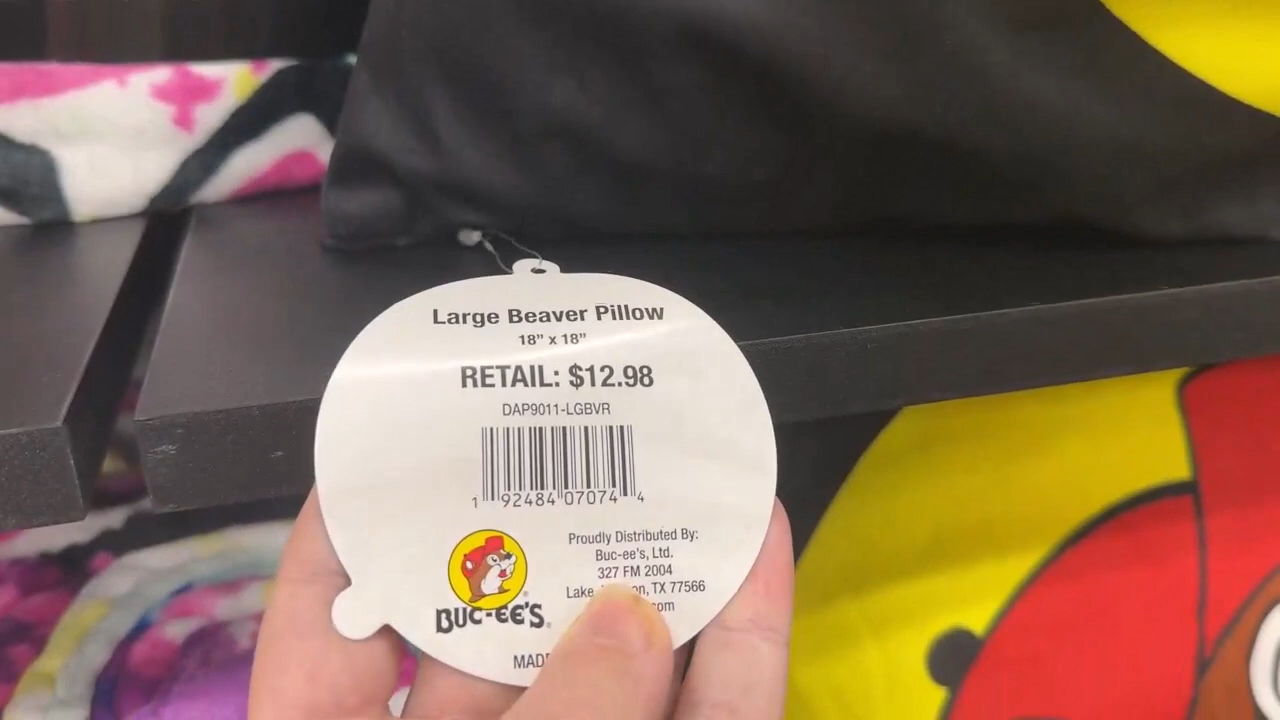 Large Beaver Pillow
18" x 18"
RETAIL: $12.98
DAP9011-LGBVR
1 92484 07074 4
Proudly Distributed By:
Buc-ee's, Ltd.
327 FM 2004
Lake TX 77566
BUC-EE'S®